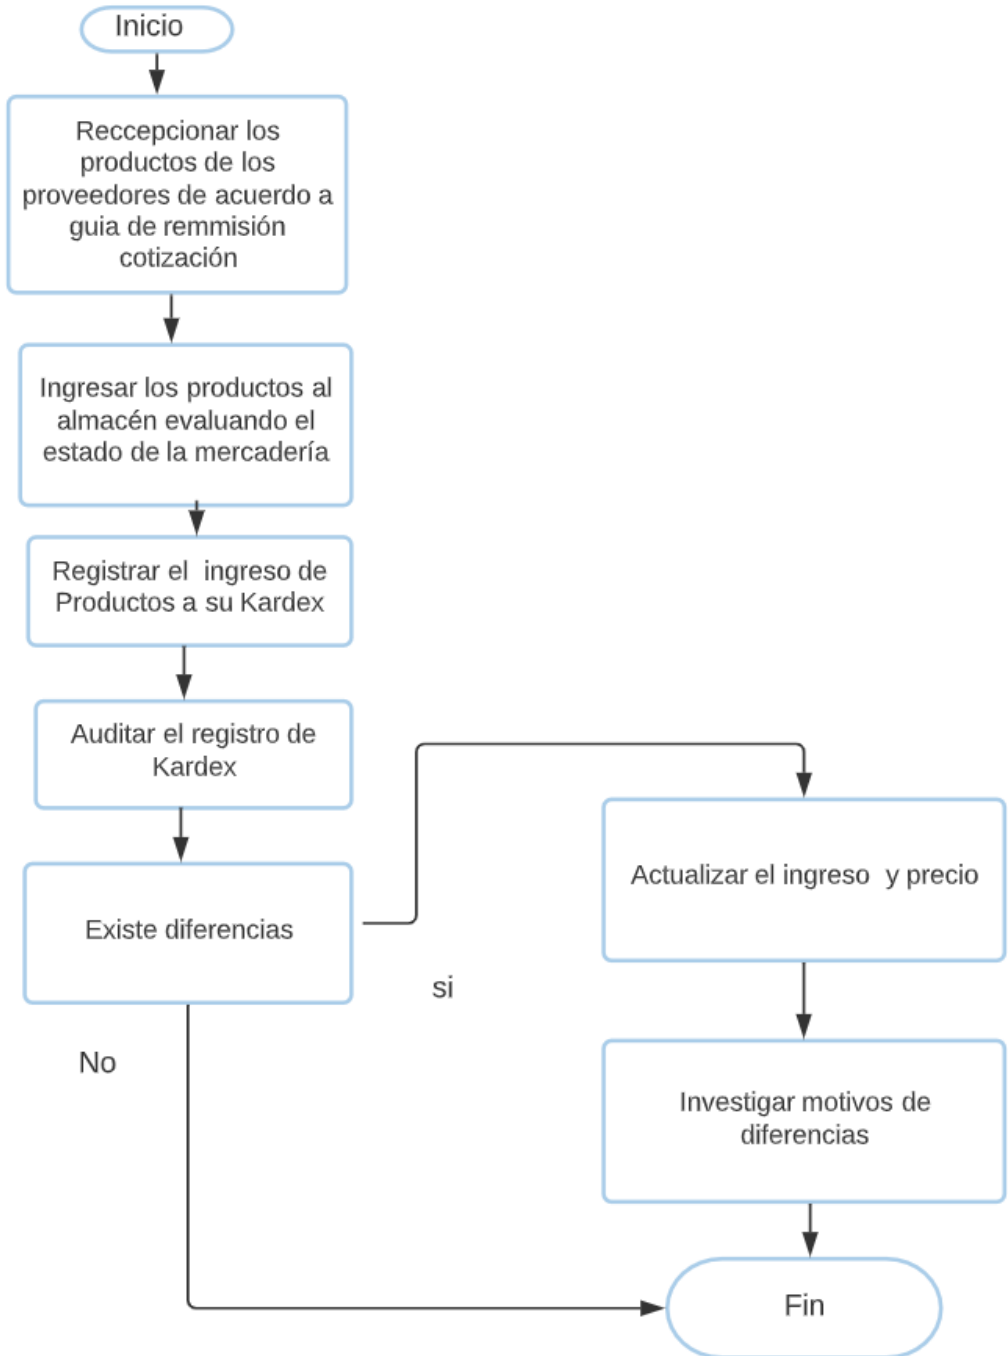 Inicio
Reccepcionar los
productos de los
proveedores de acuerdo a
guia de remmisión
cotización
Ingresar los productos al
almacén evaluando el
estado de la mercadería
Registrar el ingreso de
Productos a su Kardex
Auditar el registro de
Kardex
Existe diferencias
si
No
Actualizar el ingreso y precio
Investigar motivos de
diferencias
Fin